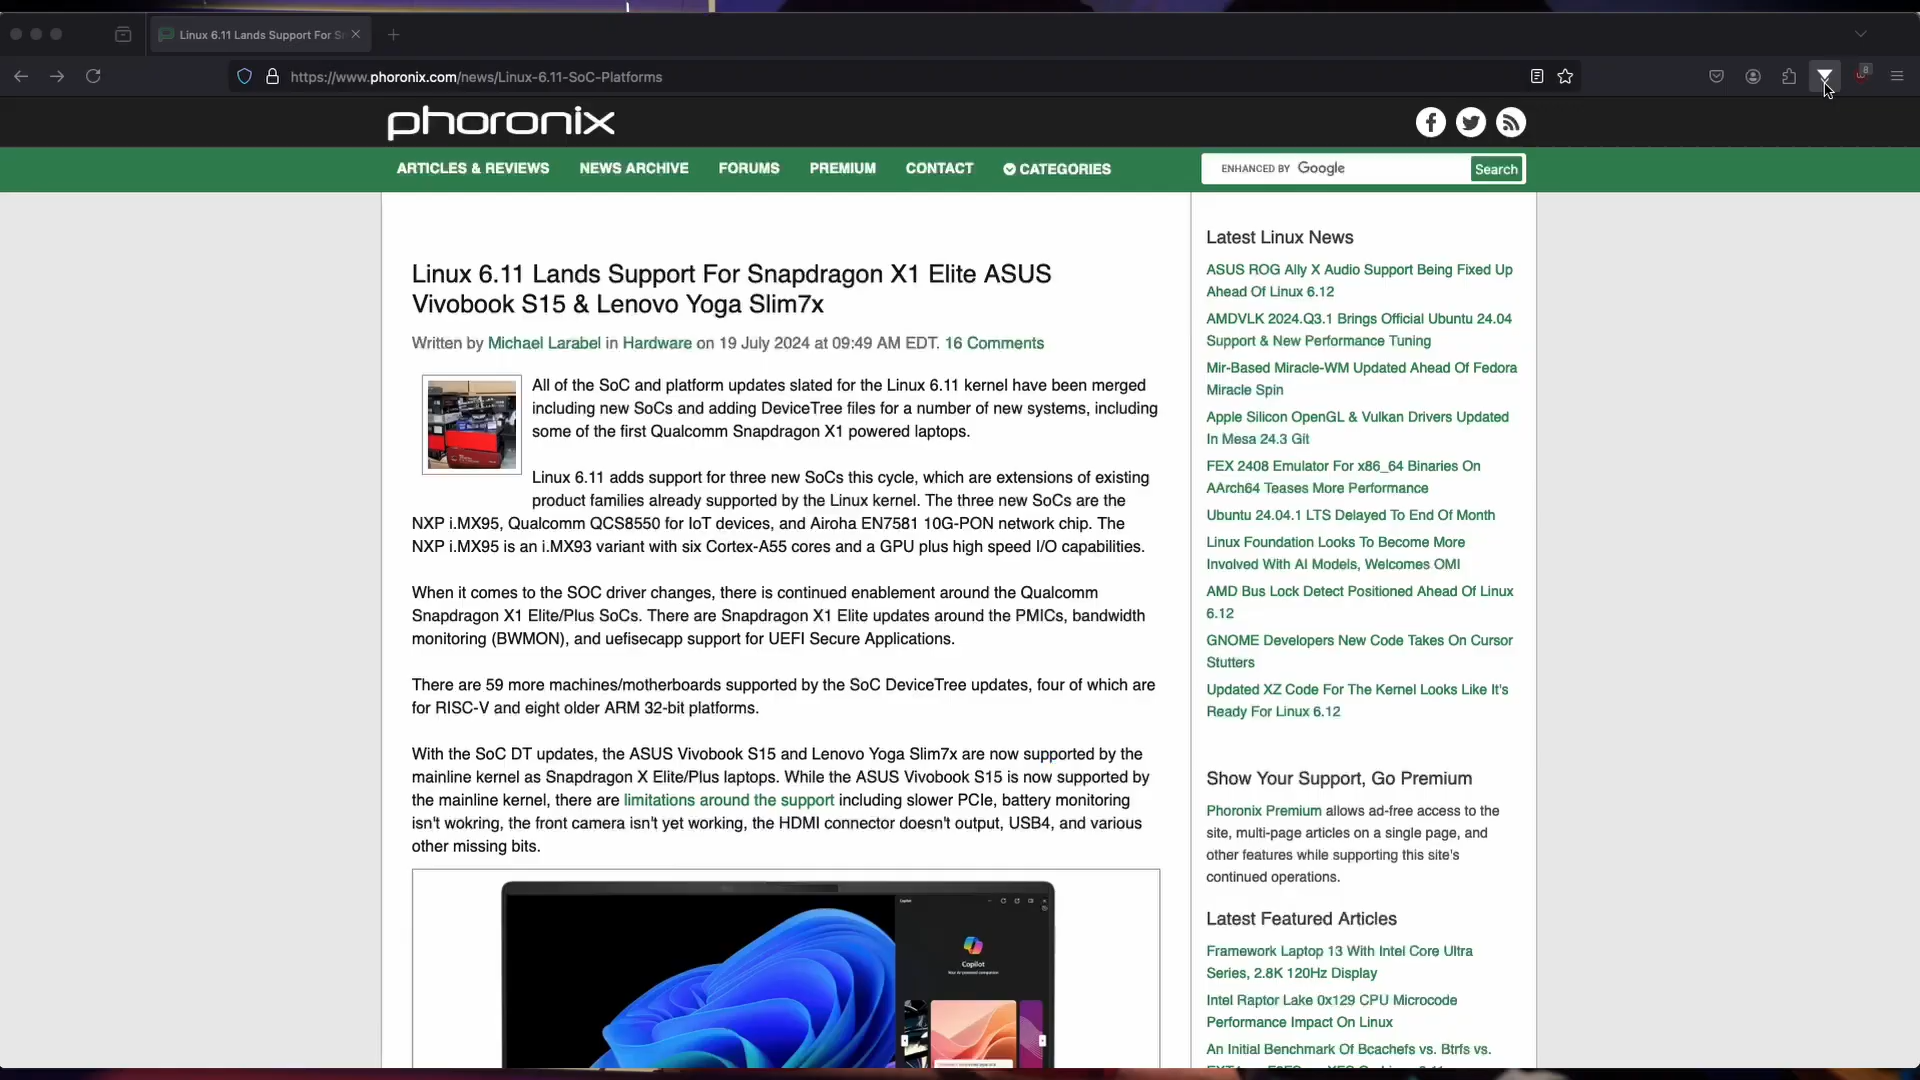 Linux 6.11 Lands Support For S
https://www.phoronix.com/news/Linux-6.11-SoC-Platforms
8
phoronix
ARTICLES & REVIEWS NEWS ARCHIVE FORUMS PREMIUM CONTACT CATEGORIES
ENHANCED BY Google Search
Linux 6.11 Lands Support For Snapdragon X1 Elite ASUS
Vivobook S15 & Lenovo Yoga Slim7x
Written by Michael Larabel in Hardware on 19 July 2024 at 09:49 AM EDT. 16 Comments
All of the SoC and platform updates slated for the Linux 6.11 kernel have been merged
including new SoCs and adding DeviceTree files for a number of new systems, including
some of the first Qualcomm Snapdragon X1 powered laptops.
Linux 6.11 adds support for three new SoCs this cycle, which are extensions of existing
product families already supported by the Linux kernel. The three new SoCs are the
NXP i.MX95, Qualcomm QCS8550 for IoT devices, and Airoha EN7581 10G-PON network chip. The
NXP i.MX95 is an i.MX93 variant with six Cortex-A55 cores and a GPU plus high speed I/O capabilities.
When it comes to the SOC driver changes, there is continued enablement around the Qualcomm
Snapdragon X1 Elite/Plus SoCs. There are Snapdragon X1 Elite updates around the PMICs, bandwidth
monitoring (BWMON), and uefisecapp support for UEFI Secure Applications.
There are 59 more machines/motherboards supported by the SoC DeviceTree updates, four of which are
for RISC-V and eight older ARM 32-bit platforms.
With the SoC DT updates, the ASUS Vivobook S15 and Lenovo Yoga Slim7x are now supported by the
mainline kernel as Snapdragon X Elite/Plus laptops. While the ASUS Vivobook S15 is now supported by
the mainline kernel, there are limitations around the support including slower PCIe, battery monitoring
isn't wokring, the front camera isn't yet working, the HDMI connector doesn't output, USB4, and various
other missing bits.
Copilot
Copilot
Your AI-powered companion
Latest Linux News
ASUS ROG Ally X Audio Support Being Fixed Up
Ahead Of Linux 6.12
AMDVLK 2024.Q3.1 Brings Official Ubuntu 24.04
Support & New Performance Tuning
Mir-Based Miracle-WM Updated Ahead Of Fedora
Miracle Spin
Apple Silicon OpenGL & Vulkan Drivers Updated
In Mesa 24.3 Git
FEX 2408 Emulator For x86_64 Binaries On
AArch64 Teases More Performance
Ubuntu 24.04.1 LTS Delayed To End Of Month
Linux Foundation Looks To Become More
Involved With AI Models, Welcomes OMI
AMD Bus Lock Detect Positioned Ahead Of Linux
6.12
GNOME Developers New Code Takes On Cursor
Stutters
Updated XZ Code For The Kernel Looks Like It's
Ready For Linux 6.12
Show Your Support, Go Premium
Phoronix Premium allows ad-free access to the
site, multi-page articles on a single page, and
other features while supporting this site's
continued operations.
Latest Featured Articles
Framework Laptop 13 With Intel Core Ultra
Series, 2.8K 120Hz Display
Intel Raptor Lake 0x129 CPU Microcode
Performance Impact On Linux
An Initial Benchmark Of Bcachefs vs. Btrfs vs.